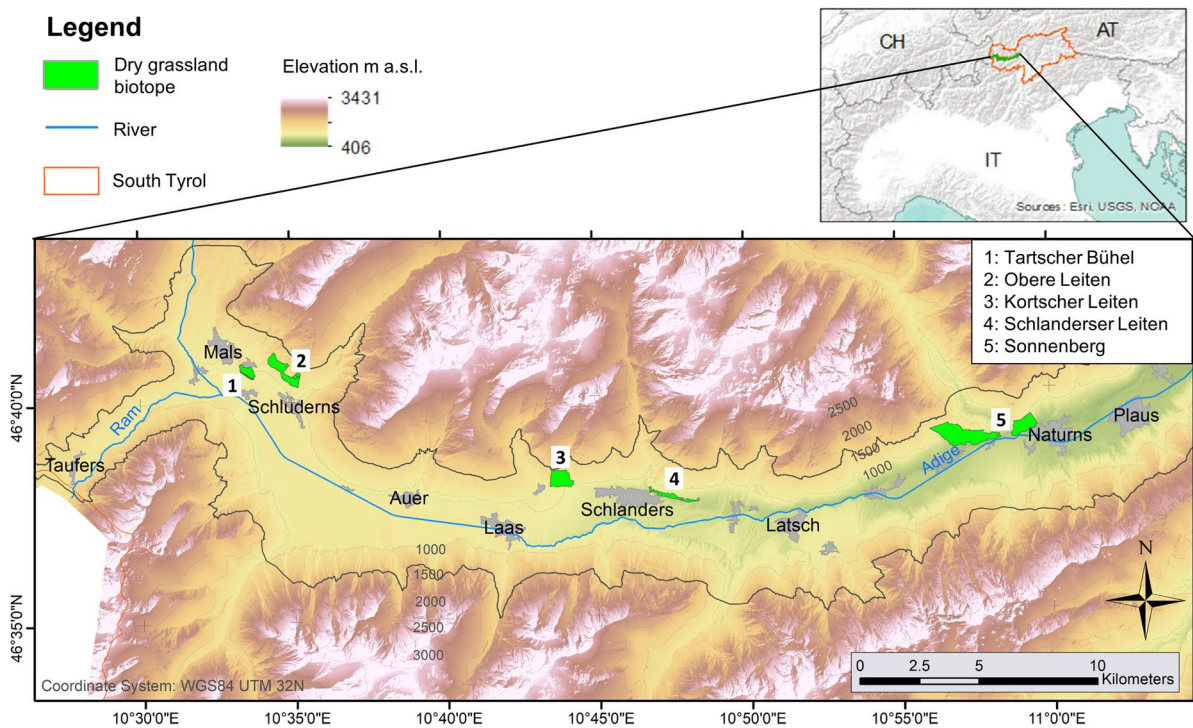 Legend
Dry grassland
biotope
River
South Tyrol
Elevation m a.s.l.
3431
406
CH
AT
IT
Sources : Esri, USGS, NOAA
1: Tartscher Bühel
2: Obere Leiten
3: Kortscher Leiten
4: Schlanderser Leiten
5: Sonnenberg
Mals
1
2
Schluderns
Ram
Taufers
Auer
Laas
3
Schlanders
4
Latsch
5
Naturns
Plaus
Adige
2500
2000
1500
1000
1000
1500
2000
2500
3000
N
0 2.5 5 10
Kilometers
Coordinate System: WGS84 UTM 32N
46°40'0"N
46°35'0"N
10°30'0"E 10°35'0"E 10°40'0"E 10°45'0"E 10°50'0"E 10°55'0"E 11°0'0"E